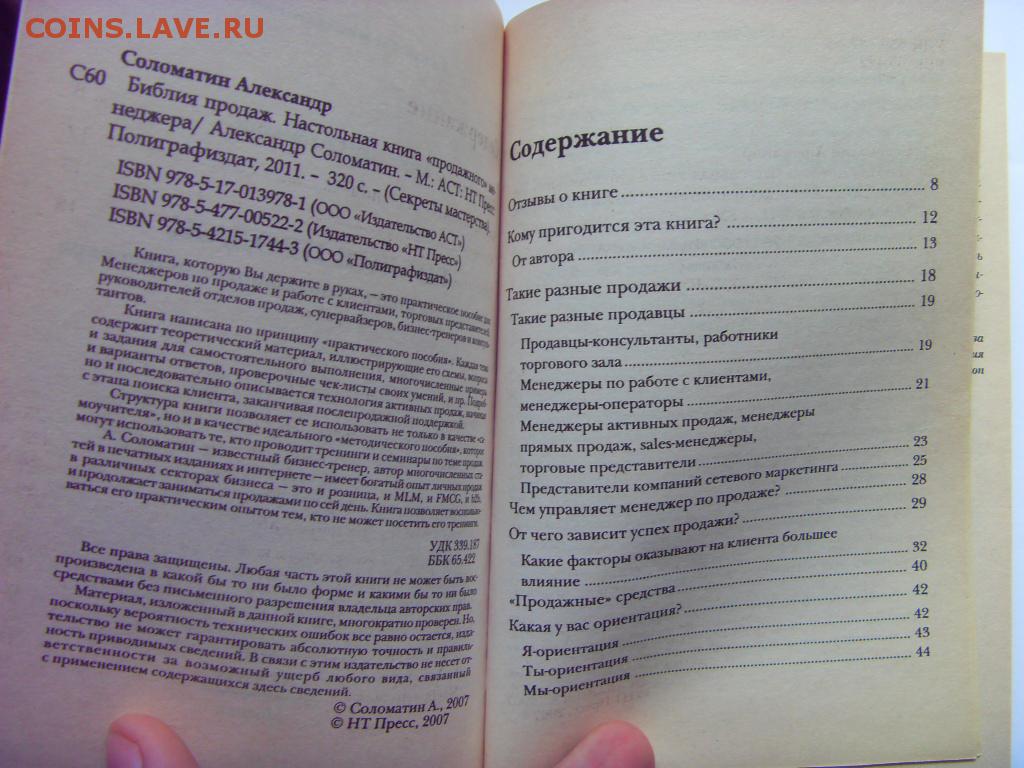 COINS.LAVE.RU
Соломатин Александр
С60
Библия продаж. Настольная книга «продажного» ме-
неджера/ Александр Соломатин. – М.: АСТ: НТ Пресс:
Полиграфиздат, 2011. – 320 с. – (Секреты мастерства).
ISBN 978-5-17-013978-1 (ООО «Издательство АСТ»)
ISBN 978-5-477-00522-2 (Издательство «НТ Пресс»)
ISBN 978-5-4215-1744-3 (ООО «Полиграфиздат»)
Книга, которую Вы держите в руках, – это практическое пособие для
Менеджеров по продаже и работе с клиентами, торговых представителей,
руководителей отделов продаж, супервайзеров, бизнес-тренеров и консуль-
тантов.
Книга написана по принципу «практического пособия». Каждая тема
содержит теоретический материал, иллюстрирующие его схемы, вопросы
и задания для самостоятельного выполнения, многочисленные примеры
и варианты ответов, проверочные чек-листы своих умений, и пр. Подроб-
но и последовательно описывается технология активных продаж, начиная
с этапа поиска клиента, заканчивая послепродажной поддержкой.
Структура книги позволяет ее использовать не только в качестве «са-
моучителя», но и в качестве идеального «методического пособия», которое
могут использовать те, кто проводит тренинги и семинары по теме продаж.
А. Соломатин – известный бизнес-тренер, автор многочисленных ста-
тей в печатных изданиях и интернете – имеет богатый опыт личных продаж
в различных секторах бизнеса – это и розница, и MLM, и FMCG, и b2b.
и продолжает заниматься продажами по сей день. Книга позволяет воспользо-
ваться его практическим опытом тем, кто не может посетить его тренинги.
УДК 339.187
ББК 65.422
Все права защищены. Любая часть этой книги не может быть вос-
произведена в какой бы то ни было форме и какими бы то ни было
средствами без письменного разрешения владельца авторских прав.
Материал, изложенный в данной книге, многократно проверен. Но,
поскольку вероятность технических ошибок все равно остается, изда-
тельство не может гарантировать абсолютную точность и правиль-
ность приводимых сведений. В связи с этим издательство не несет от-
ветственности за возможный ущерб любого вида, связанный
с применением содержащихся здесь сведений.
© Соломатин А., 2007
© НТ Пресс, 2007
Содержание
Отзывы о книге ........ 8
Кому пригодится эта книга? ........ 12
От автора ........ 13
Такие разные продажи ........ 18
Такие разные продавцы ........ 19
Продавцы-консультанты, работники
торгового зала ........ 19
Менеджеры по работе с клиентами,
менеджеры-операторы ........ 21
Менеджеры активных продаж, менеджеры
прямых продаж, sales-менеджеры,
торговые представители ........ 23
Представители компаний сетевого маркетинга ........ 25
Чем управляет менеджер по продаже? ........ 28
От чего зависит успех продажи? ........ 29
Какие факторы оказывают на клиента большее
влияние ........ 32
«Продажные» средства ........ 40
Какая у вас ориентация? ........ 42
Я-ориентация ........ 42
Ты-ориентация ........ 43
Мы-ориентация ........ 44